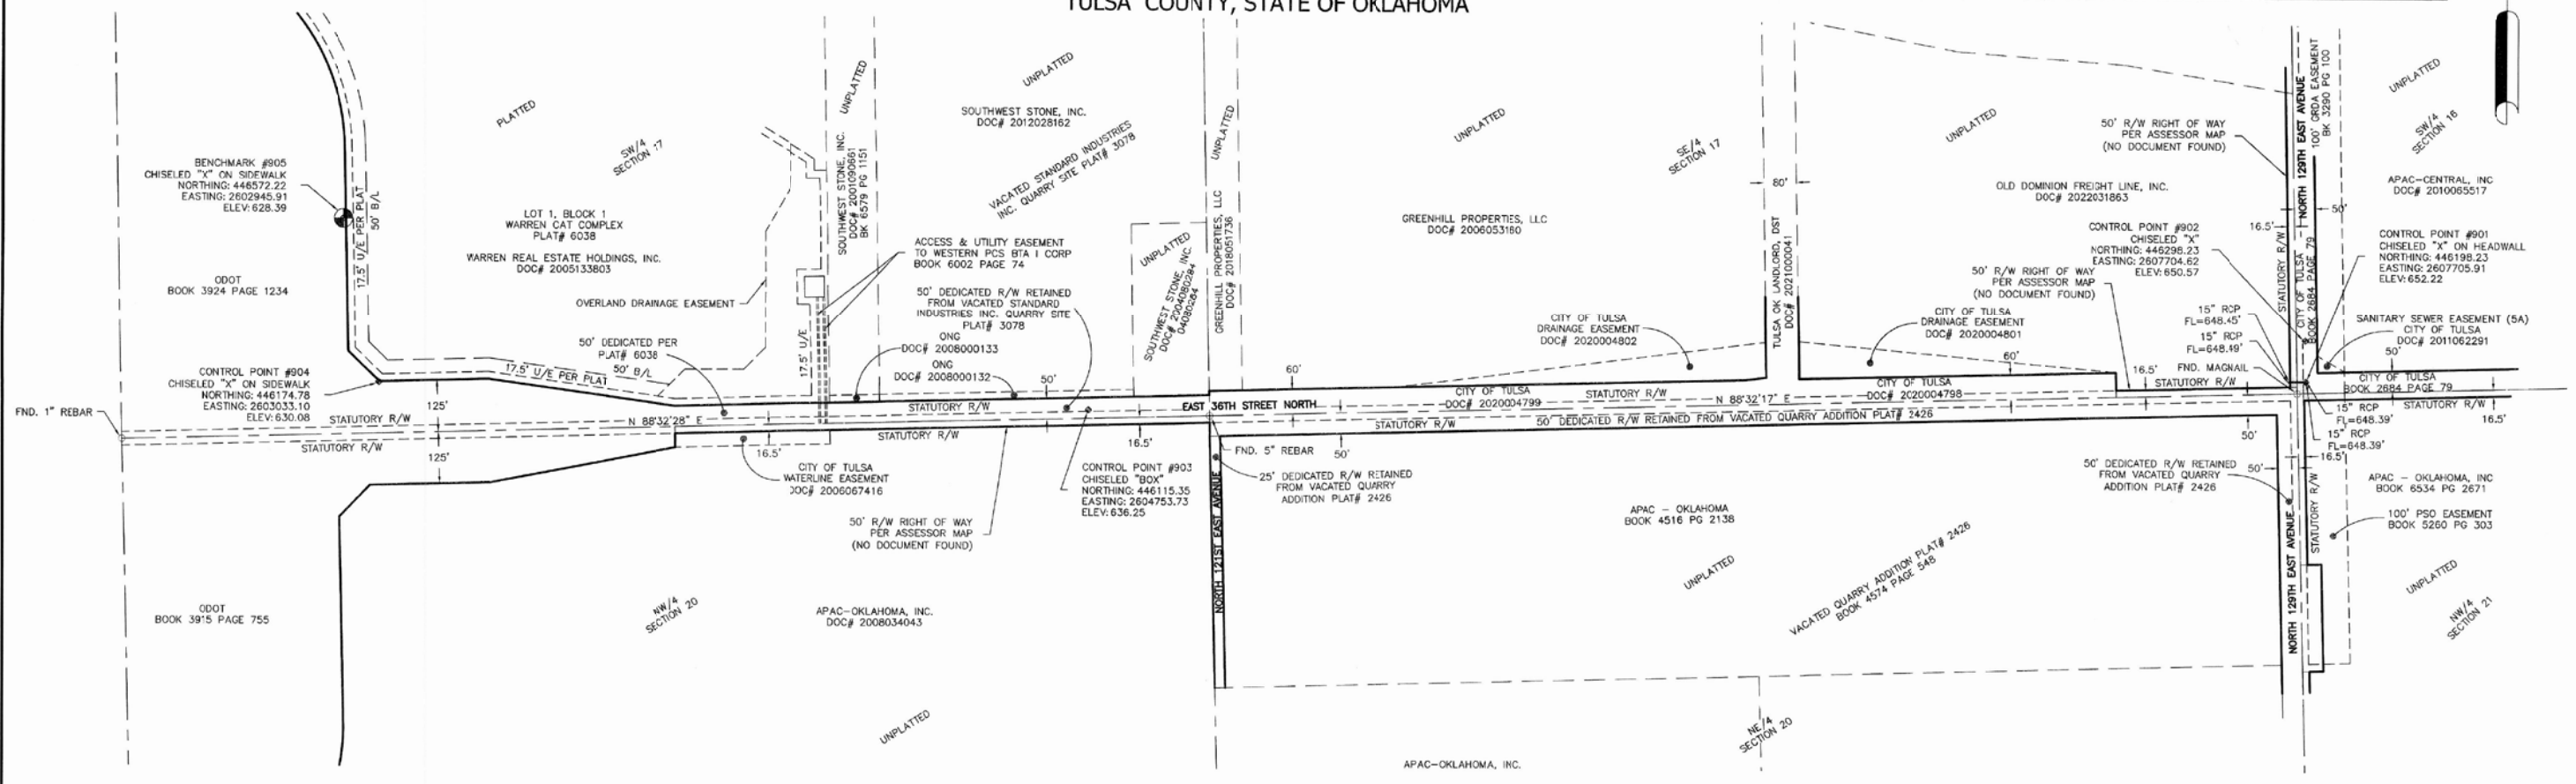 TULSA COUNTY, STATE OF OKLAHOMA
BENCHMARK #905
CHISELED "X" ON SIDEWALK
NORTHING: 446572.22
EASTING: 2602945.91
ELEV: 628.39
17.5' U/E PER PLAT
50' B/L
PLATTED
SW/4
SECTION 17
LOT 1, BLOCK 1
WARREN CAT COMPLEX
PLAT# 6038
WARREN REAL ESTATE HOLDINGS, INC.
DOC# 2005133803
ODOT
BOOK 3924 PAGE 1234
OVERLAND DRAINAGE EASEMENT
50' DEDICATED PER
PLAT# 6038
17.5' U/E
17.5' U/E PER PLAT
50' B/L
CONTROL POINT #904
CHISELED "X" ON SIDEWALK
NORTHING: 446174.78
EASTING: 2603033.10
ELEV: 630.08
FND. 1" REBAR
125'
STATUTORY R/W
STATUTORY R/W
125'
N 88°32'28" E
ODOT
BOOK 3915 PAGE 755
UNPLATTED
SOUTHWEST STONE, INC.
DOC# 2001090661
BK 6579 PG 1151
UNPLATTED
SOUTHWEST STONE, INC.
DOC# 2012028162
VACATED STANDARD INDUSTRIES
INC. QUARRY SITE PLAT# 3078
ACCESS & UTILITY EASEMENT
TO WESTERN PCS BTA I CORP
BOOK 6002 PAGE 74
50' DEDICATED R/W RETAINED
FROM VACATED STANDARD
INDUSTRIES INC. QUARRY SITE
PLAT# 3078
ONG
DOC# 2008000133
ONG
DOC# 2008000132
50'
STATUTORY R/W
STATUTORY R/W
16.5'
CITY OF TULSA
WATERLINE EASEMENT
DOC# 2006067416
50' R/W RIGHT OF WAY
PER ASSESSOR MAP
(NO DOCUMENT FOUND)
16.5'
CONTROL POINT #903
CHISELED "BOX"
NORTHING: 446115.35
EASTING: 2604753.73
ELEV: 636.25
NW/4
SECTION 20
APAC-OKLAHOMA, INC.
DOC# 2008034043
UNPLATTED
UNPLATTED
SOUTHWEST STONE, INC.
DOC# 2004080284
04080284
UNPLATTED
GREENHILL PROPERTIES, LLC
DOC# 2018051736
EAST 36TH STREET NORTH
FND. 5" REBAR
25' DEDICATED R/W RETAINED
FROM VACATED QUARRY
ADDITION PLAT# 2426
NORTH 121ST EAST AVENUE
UNPLATTED
SE/4
SECTION 17
GREENHILL PROPERTIES, LLC
DOC# 2006053160
60'
CITY OF TULSA
DOC# 2020004799
CITY OF TULSA
DRAINAGE EASEMENT
DOC# 2020004802
STATUTORY R/W
STATUTORY R/W
50'
N 88°32'17" E
50' DEDICATED R/W RETAINED FROM VACATED QUARRY ADDITION PLAT# 2426
80'
TULSA OK LANDLORD, DST
DOC# 2021000041
UNPLATTED
OLD DOMINION FREIGHT LINE, INC.
DOC# 2022031863
CITY OF TULSA
DRAINAGE EASEMENT
DOC# 2020004801
60'
CITY OF TULSA
DOC# 2020004798
50' R/W RIGHT OF WAY
PER ASSESSOR MAP
(NO DOCUMENT FOUND)
50' R/W RIGHT OF WAY
PER ASSESSOR MAP
(NO DOCUMENT FOUND)
CONTROL POINT #902
CHISELED "X"
NORTHING: 446298.23
EASTING: 2607704.62
ELEV: 650.57
16.5'
15" RCP
FL=648.45'
15" RCP
FL=648.49'
FND. MAGNAIL
16.5'
STATUTORY R/W
STATUTORY R/W
CITY OF TULSA
BOOK 2684 PAGE 79
NORTH 129TH EAST AVENUE
100' GRDA EASEMENT
BK 3290 PG 100
50'
UNPLATTED
SW/4
SECTION 16
APAC-CENTRAL, INC
DOC# 2010065517
CONTROL POINT #901
CHISELED "X" ON HEADWALL
NORTHING: 446198.23
EASTING: 2607705.91
ELEV: 652.22
SANITARY SEWER EASEMENT (5A)
CITY OF TULSA
DOC# 2011062291
50'
CITY OF TULSA
BOOK 2684 PAGE 79
STATUTORY R/W
16.5'
15" RCP
FL=648.39'
15" RCP
FL=648.39'
16.5'
50'
50'
50' DEDICATED R/W RETAINED
FROM VACATED QUARRY
ADDITION PLAT# 2426
STATUTORY R/W
NORTH 129TH EAST AVENUE
APAC - OKLAHOMA, INC
BOOK 6534 PG 2671
100' PSO EASEMENT
BOOK 5260 PG 303
UNPLATTED
NW/4
SECTION 21
APAC - OKLAHOMA
BOOK 4516 PG 2138
UNPLATTED
VACATED QUARRY ADDITION PLAT# 2426
BOOK 4574 PAGE 548
NE/4
SECTION 20
APAC-OKLAHOMA, INC.